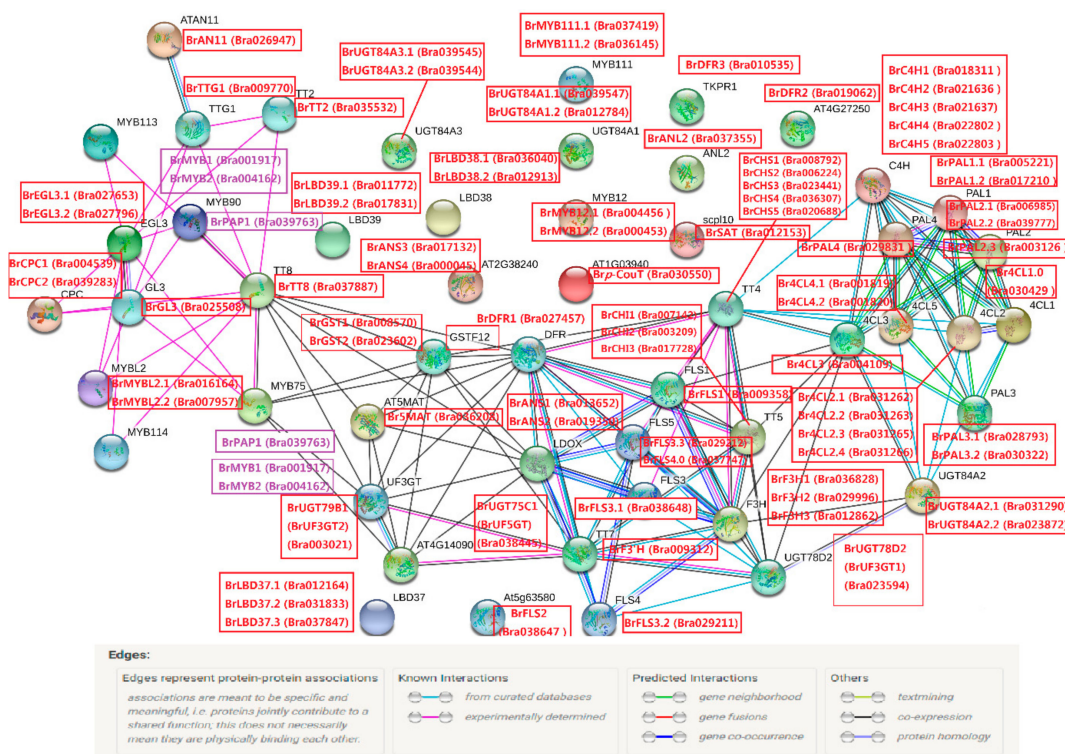 ATAN11
BrAN11 (Bra026947)
BrUGT84A3.1 (Bra039545)
BrUGT84A3.2 (Bra039544)
BrMYB111.1 (Bra037419)
BrMYB111.2 (Bra036145)
MYB111
BrDFR3 (Bra010535)
TKPR1
BrC4H1 (Bra018311 )
BrC4H2 (Bra021636)
BrC4H3 (Bra021637)
BrC4H4 (Bra022802)
BrC4H5 (Bra022803)
BrTTG1 (Bra009770)
TT2
BrTT2 (Bra035532)
TTG1
MYB113
BrUGT84A1.1 (Bra039547)
BrUGT84A1.2 (Bra012784)
BrDFR2 (Bra019062)
AT4G27250
UGT84A3
UGT84A1
BrANL2 (Bra037355)
ANL2
BrMYB1 (Bra001917)
BrMYB2 (Bra004162)
BrLBD38.1 (Bra036040)
BrLBD38.2 (Bra012913)
BrCHS1 (Bra008792)
BrCHS2 (Bra006224)
BrCHS3 (Bra023441)
BrCHS4 (Bra036307)
BrCHS5 (Bra020688)
C4H
BrPAL1.1 (Bra005221)
BrPAL1.2 (Bra017210 )
PAL1
BrEGL3.1 (Bra027653)
BrEGL3.2 (Bra027796)
EGL3
MYB90
BrPAP1 (Bra039763)
BrLBD39.1 (Bra011772)
BrLBD39.2 (Bra017831)
LBD39
LBD38
MYB12
BrMYB12.1 (Bra004456 )
BrMYB12.2 (Bra000453)
scpl10
BrSAT (Bra012153)
PAL4
BrPAL2.1 (Bra006985)
BrPAL2.2 (Bra039777)
PAL2
BrPAL4 (Bra029831 )
BrPAL2.3 (Bra003126 )
BrCPC1 (Bra004539)
BrCPC2 (Bra039283)
CPC
GL3
BrGL3 (Bra025508)
TT8
BrTT8 (Bra037887)
BrANS3 (Bra017132)
BrANS4 (Bra000045)
AT2G38240
AT1G03940
Brp-CouT (Bra030550)
TT4
Br4CL4.1 (Bra001819)
Br4CL4.2 (Bra001820)
Br4CL1.0
(Bra030429)
4CL5
4CL2
4CL1
4CL3
BrGST1 (Bra008570)
BrGST2 (Bra023602)
GSTF12
BrDFR1 (Bra027457)
DFR
BrCHI1 (Bra007142)
BrCHI2 (Bra003209)
BrCHI3 (Bra017728)
Br4CL3 (Bra004109)
MYBL2
BrMYBL2.1 (Bra016164)
BrMYBL2.2 (Bra007957)
MYB75
AT5MAT
Br5MAT
BrANS1 (Bra013652)
BrANS2
FLS1
BrFLS1 (Bra009358)
TT5
Br4CL2.1 (Bra031262)
Br4CL2.2 (Bra031263)
Br4CL2.3 (Bra031265)
Br4CL2.4 (Bra031266)
PAL3
BrPAL3.1 (Bra028793)
BrPAL3.2 (Bra030322)
MYB114
BrPAP1 (Bra039763)
BrMYB1 (Bra001917)
BrMYB2 (Bra004162)
LDOX
FLS5
BrFLS3.3 (Bra029212)
BrFLS4.0 (Bra037747)
FLS3
BrFLS3.1 (Bra038648)
F3H
BrF3H1 (Bra036828)
BrF3H2 (Bra029996)
BrF3H3 (Bra012862)
UGT84A2
BrUGT84A2.1 (Bra031290)
BrUGT84A2.2 (Bra023872)
UF3GT
BrUGT79B1
(BrUF3GT2)
(Bra003021)
BrUGT75C1
(BrUF5GT)
(Bra038445)
AT4G14090
TT7
BrF3'H (Bra009312)
UGT78D2
BrUGT78D2
(BrUF3GT1)
(Bra023594)
BrLBD37.1 (Bra012164)
BrLBD37.2 (Bra031833)
BrLBD37.3 (Bra037847)
LBD37
At5g63580
BrFLS2
(Bra038647 )
FLS4
BrFLS3.2 (Bra029211)
Edges:
Edges represent protein-protein associations
associations are meant to be specific and
meaningful, i.e. proteins jointly contribute to a
shared function; this does not necessarily
mean they are physically binding each other.
Known Interactions
from curated databases
experimentally determined
Predicted Interactions
gene neighborhood
gene fusions
gene co-occurrence
Others
textmining
co-expression
protein homology